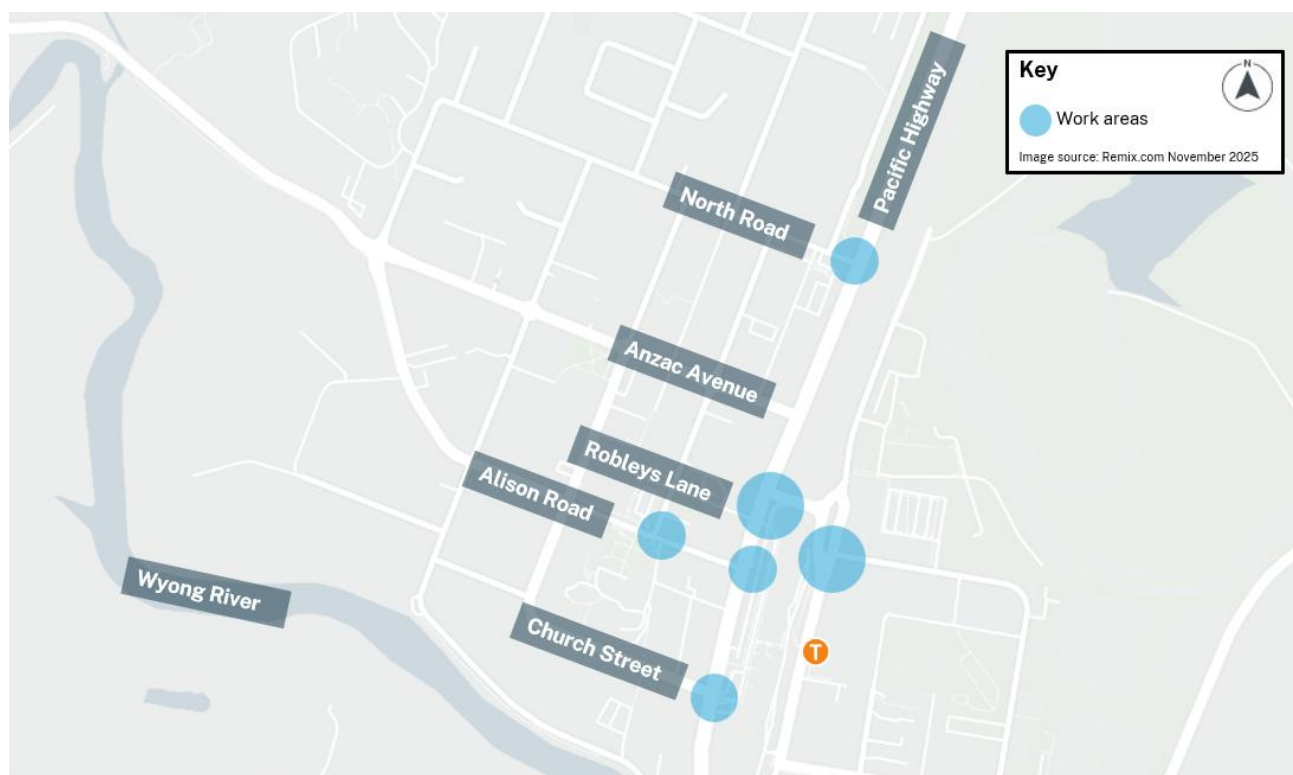 Key
N
Work areas
Image source: Remix.com November 2025
Pacific Highway
North Road
Anzac Avenue
Robleys Lane
Alison Road
Wyong River
Church Street
T